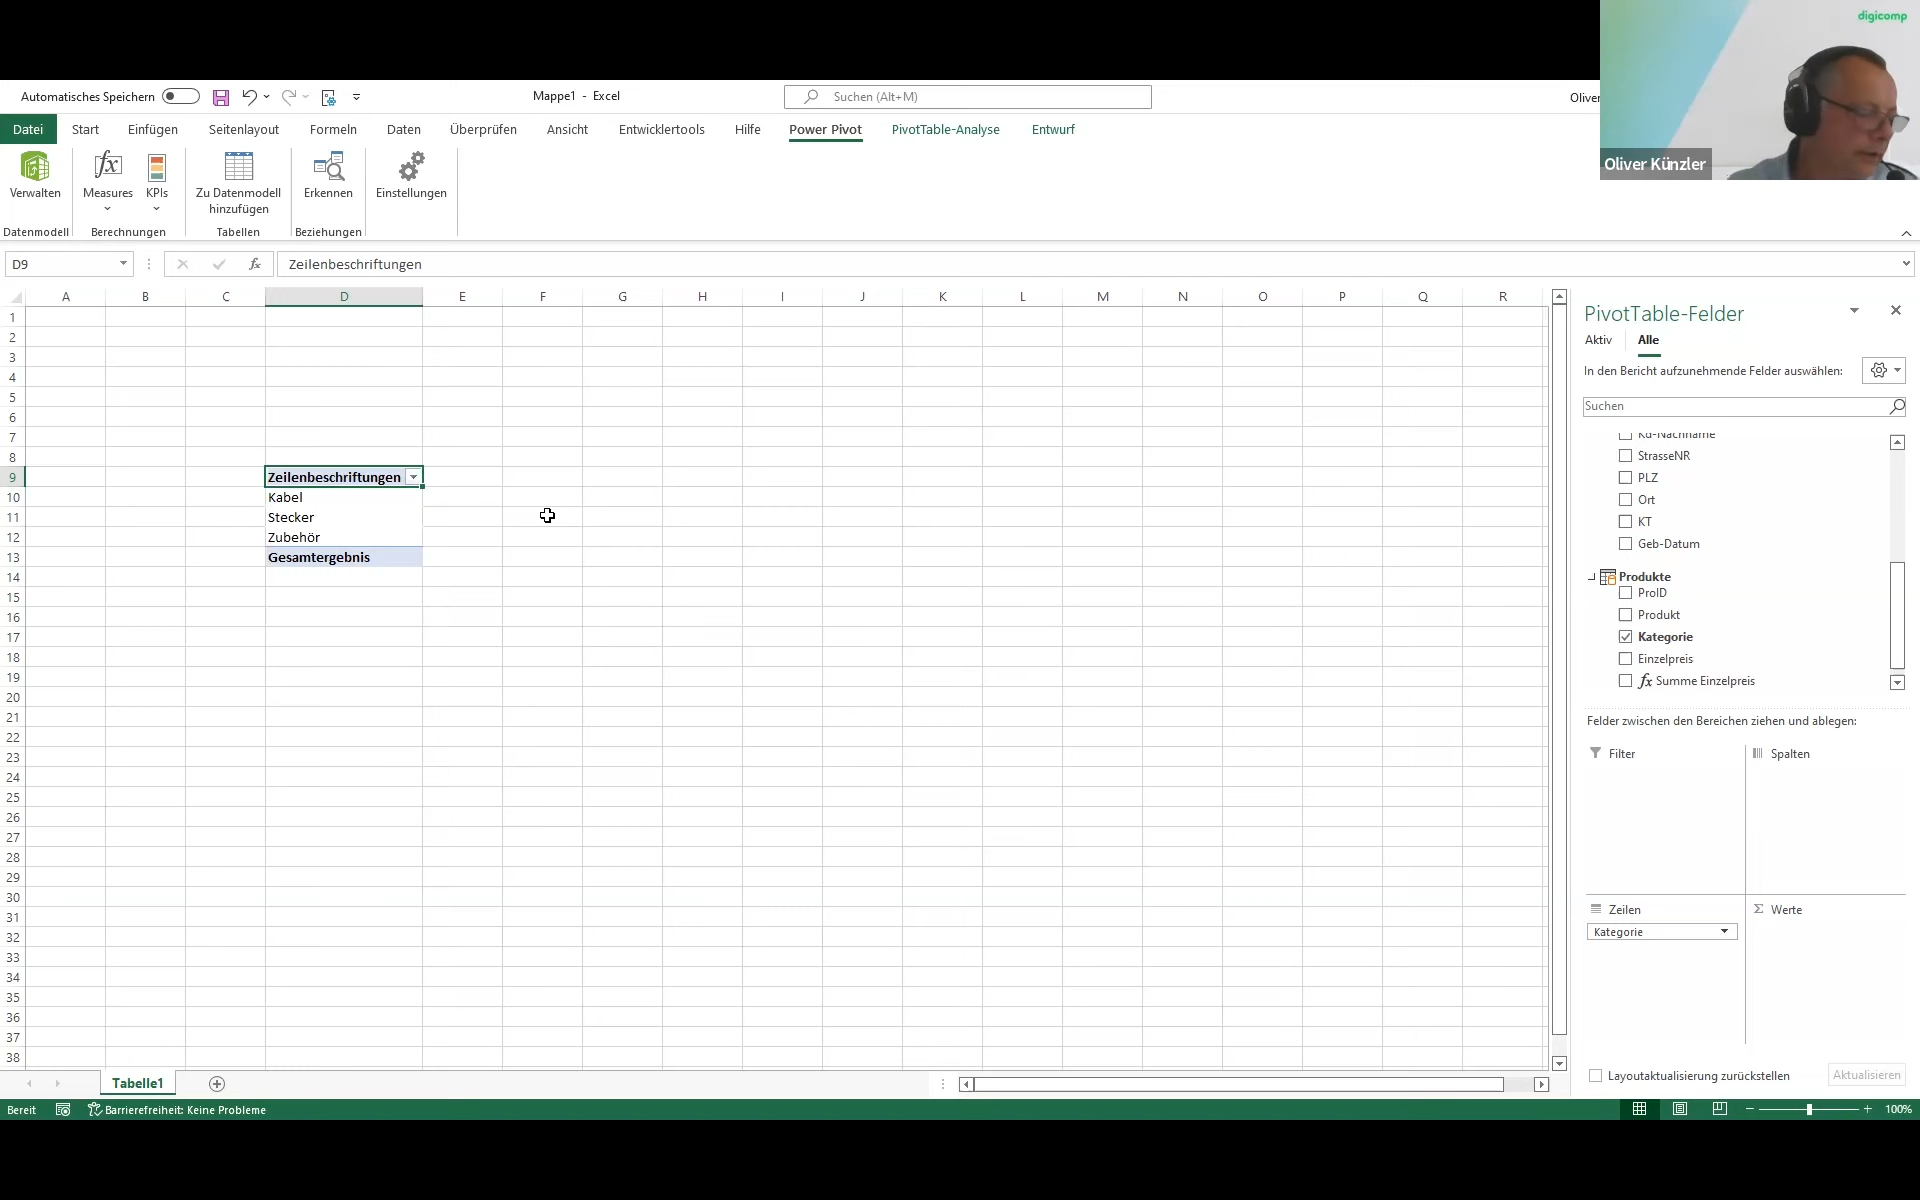 digicomp
Oliver Künzler
Automatisches Speichern
Mappe1 - Excel
Suchen (Alt+M)
Oliver
Datei Start Einfügen Seitenlayout Formeln Daten Überprüfen Ansicht Entwicklertools Hilfe Power Pivot PivotTable-Analyse Entwurf
Verwalten
Measures
KPIs
Zu Datenmodell
hinzufügen
Erkennen
Einstellungen
Datenmodell Berechnungen Tabellen Beziehungen
D9
fx
Zeilenbeschriftungen
A B C D E F G H I J K L M N O P Q R
1
2
3
4
5
6
7
8
9 Zeilenbeschriftungen
10 Kabel
11 Stecker
12 Zubehör
13 Gesamtergebnis
14
15
16
17
18
19
20
21
22
23
24
25
26
27
28
29
30
31
32
33
34
35
36
37
38
PivotTable-Felder
Aktiv Alle
In den Bericht aufzunehmende Felder auswählen:
Suchen
Kd-Nachname
StrasseNR
PLZ
Ort
KT
Geb-Datum
Produkte
ProID
Produkt
Kategorie
Einzelpreis
fx Summe Einzelpreis
Felder zwischen den Bereichen ziehen und ablegen:
Filter
Spalten
Zeilen
Σ Werte
Kategorie
Layoutaktualisierung zurückstellen
Aktualisieren
Tabelle1
Bereit
Barrierefreiheit: Keine Probleme
100%